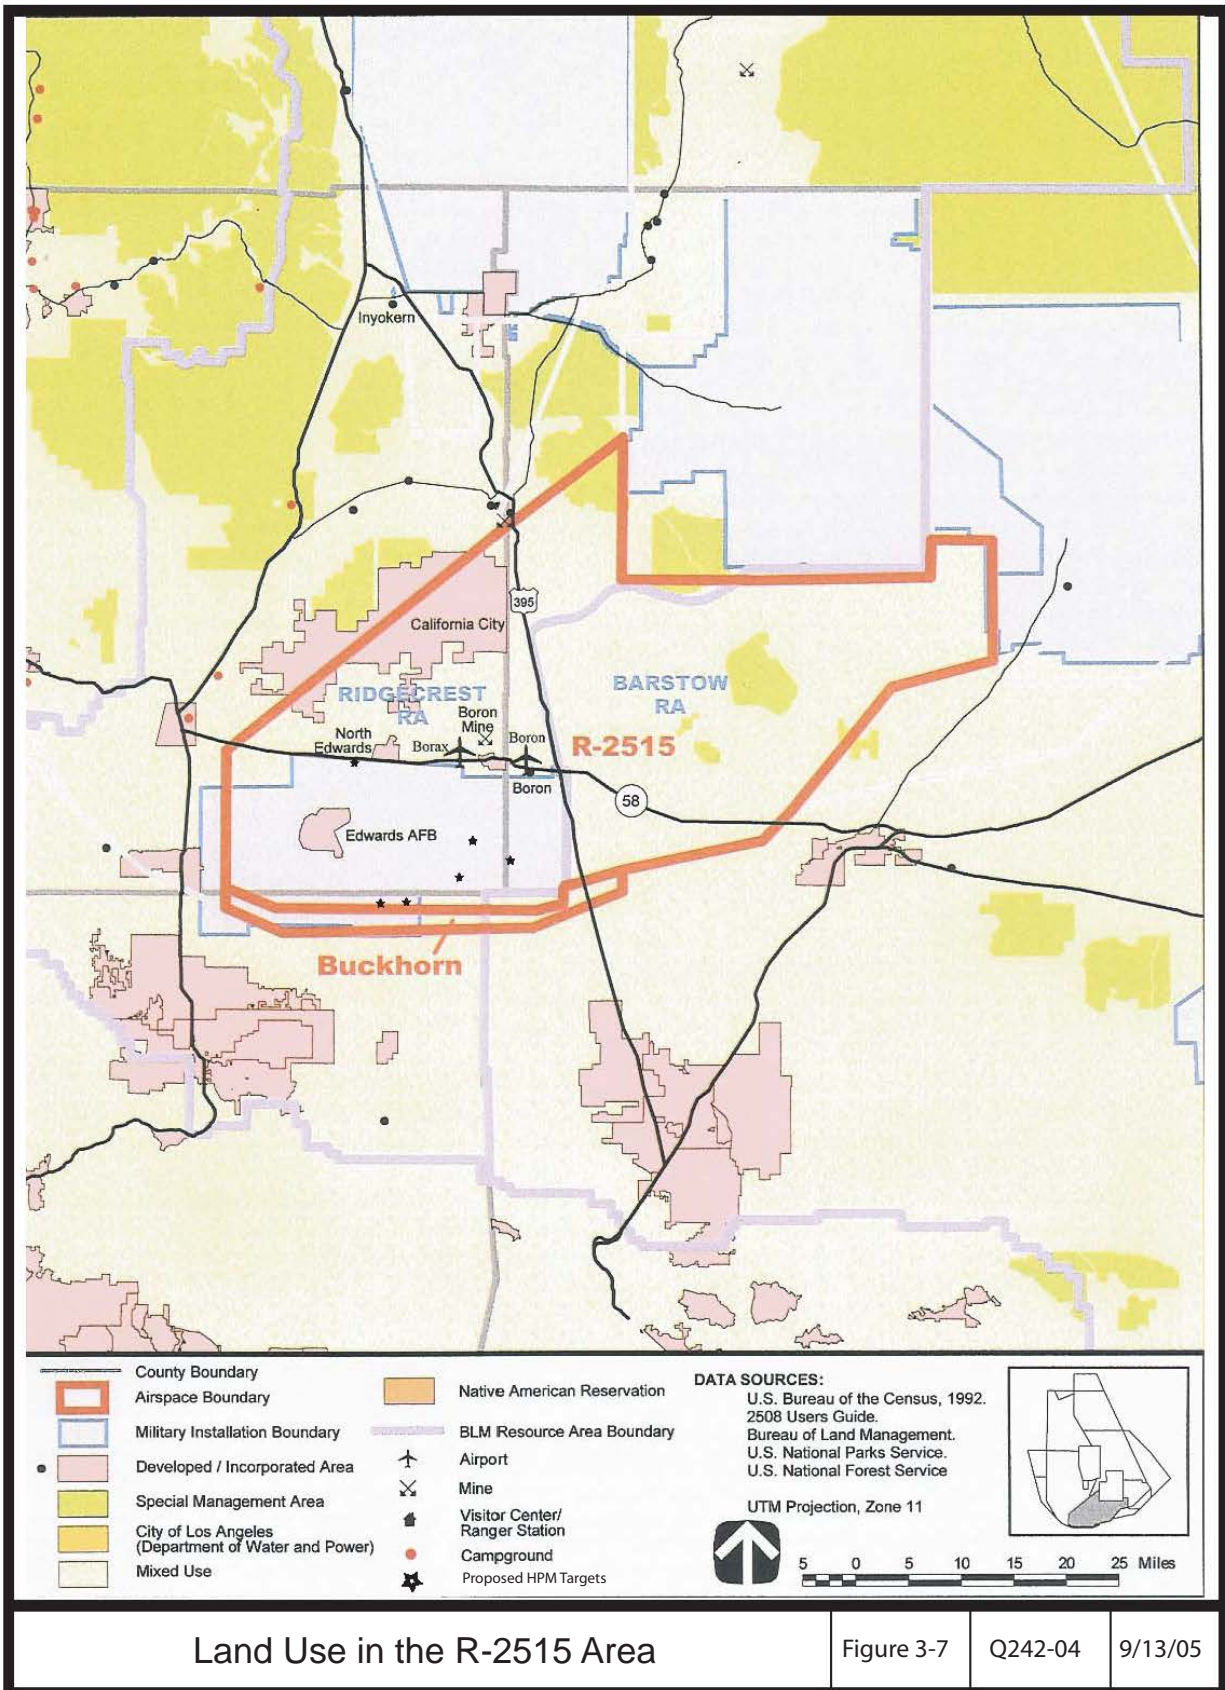 Inyokern
395
California City
RIDGECREST
RA
BARSTOW
RA
Boron
Mine
North
Edwards
Borax
Boron
R-2515
Boron
58
Edwards AFB
Buckhorn
County Boundary
Airspace Boundary
Military Installation Boundary
Developed / Incorporated Area
Special Management Area
City of Los Angeles
(Department of Water and Power)
Mixed Use
Native American Reservation
BLM Resource Area Boundary
Airport
Mine
Visitor Center/
Ranger Station
Campground
Proposed HPM Targets
DATA SOURCES:
U.S. Bureau of the Census, 1992.
2508 Users Guide.
Bureau of Land Management.
U.S. National Parks Service.
U.S. National Forest Service
UTM Projection, Zone 11
5 0 5 10 15 20 25 Miles
Land Use in the R-2515 Area
Figure 3-7
Q242-04
9/13/05